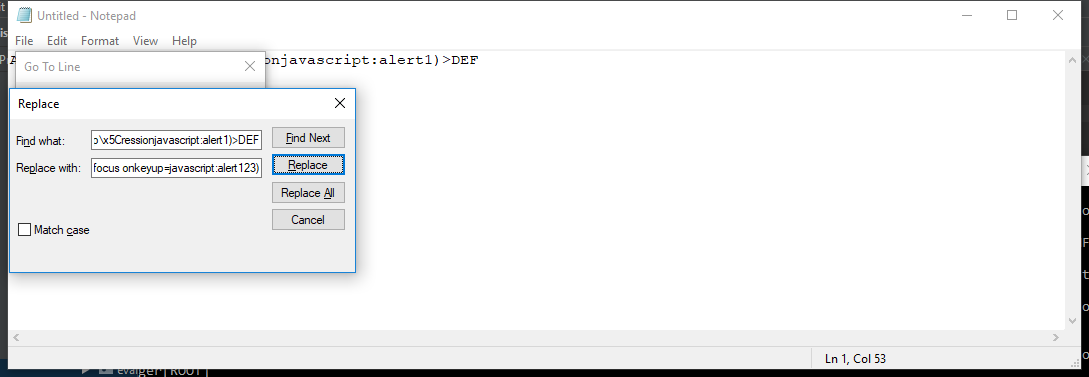 Untitled - Notepad
File Edit Format View Help
onjavascript:alert1)>DEF
Go To Line
Replace
Find what: \x5Cressionjavascript:alert1)>DEF Find Next
Replace with: focus onkeyup=javascript:alert123) Replace
Replace All
Cancel
Match case
Ln 1, Col 53